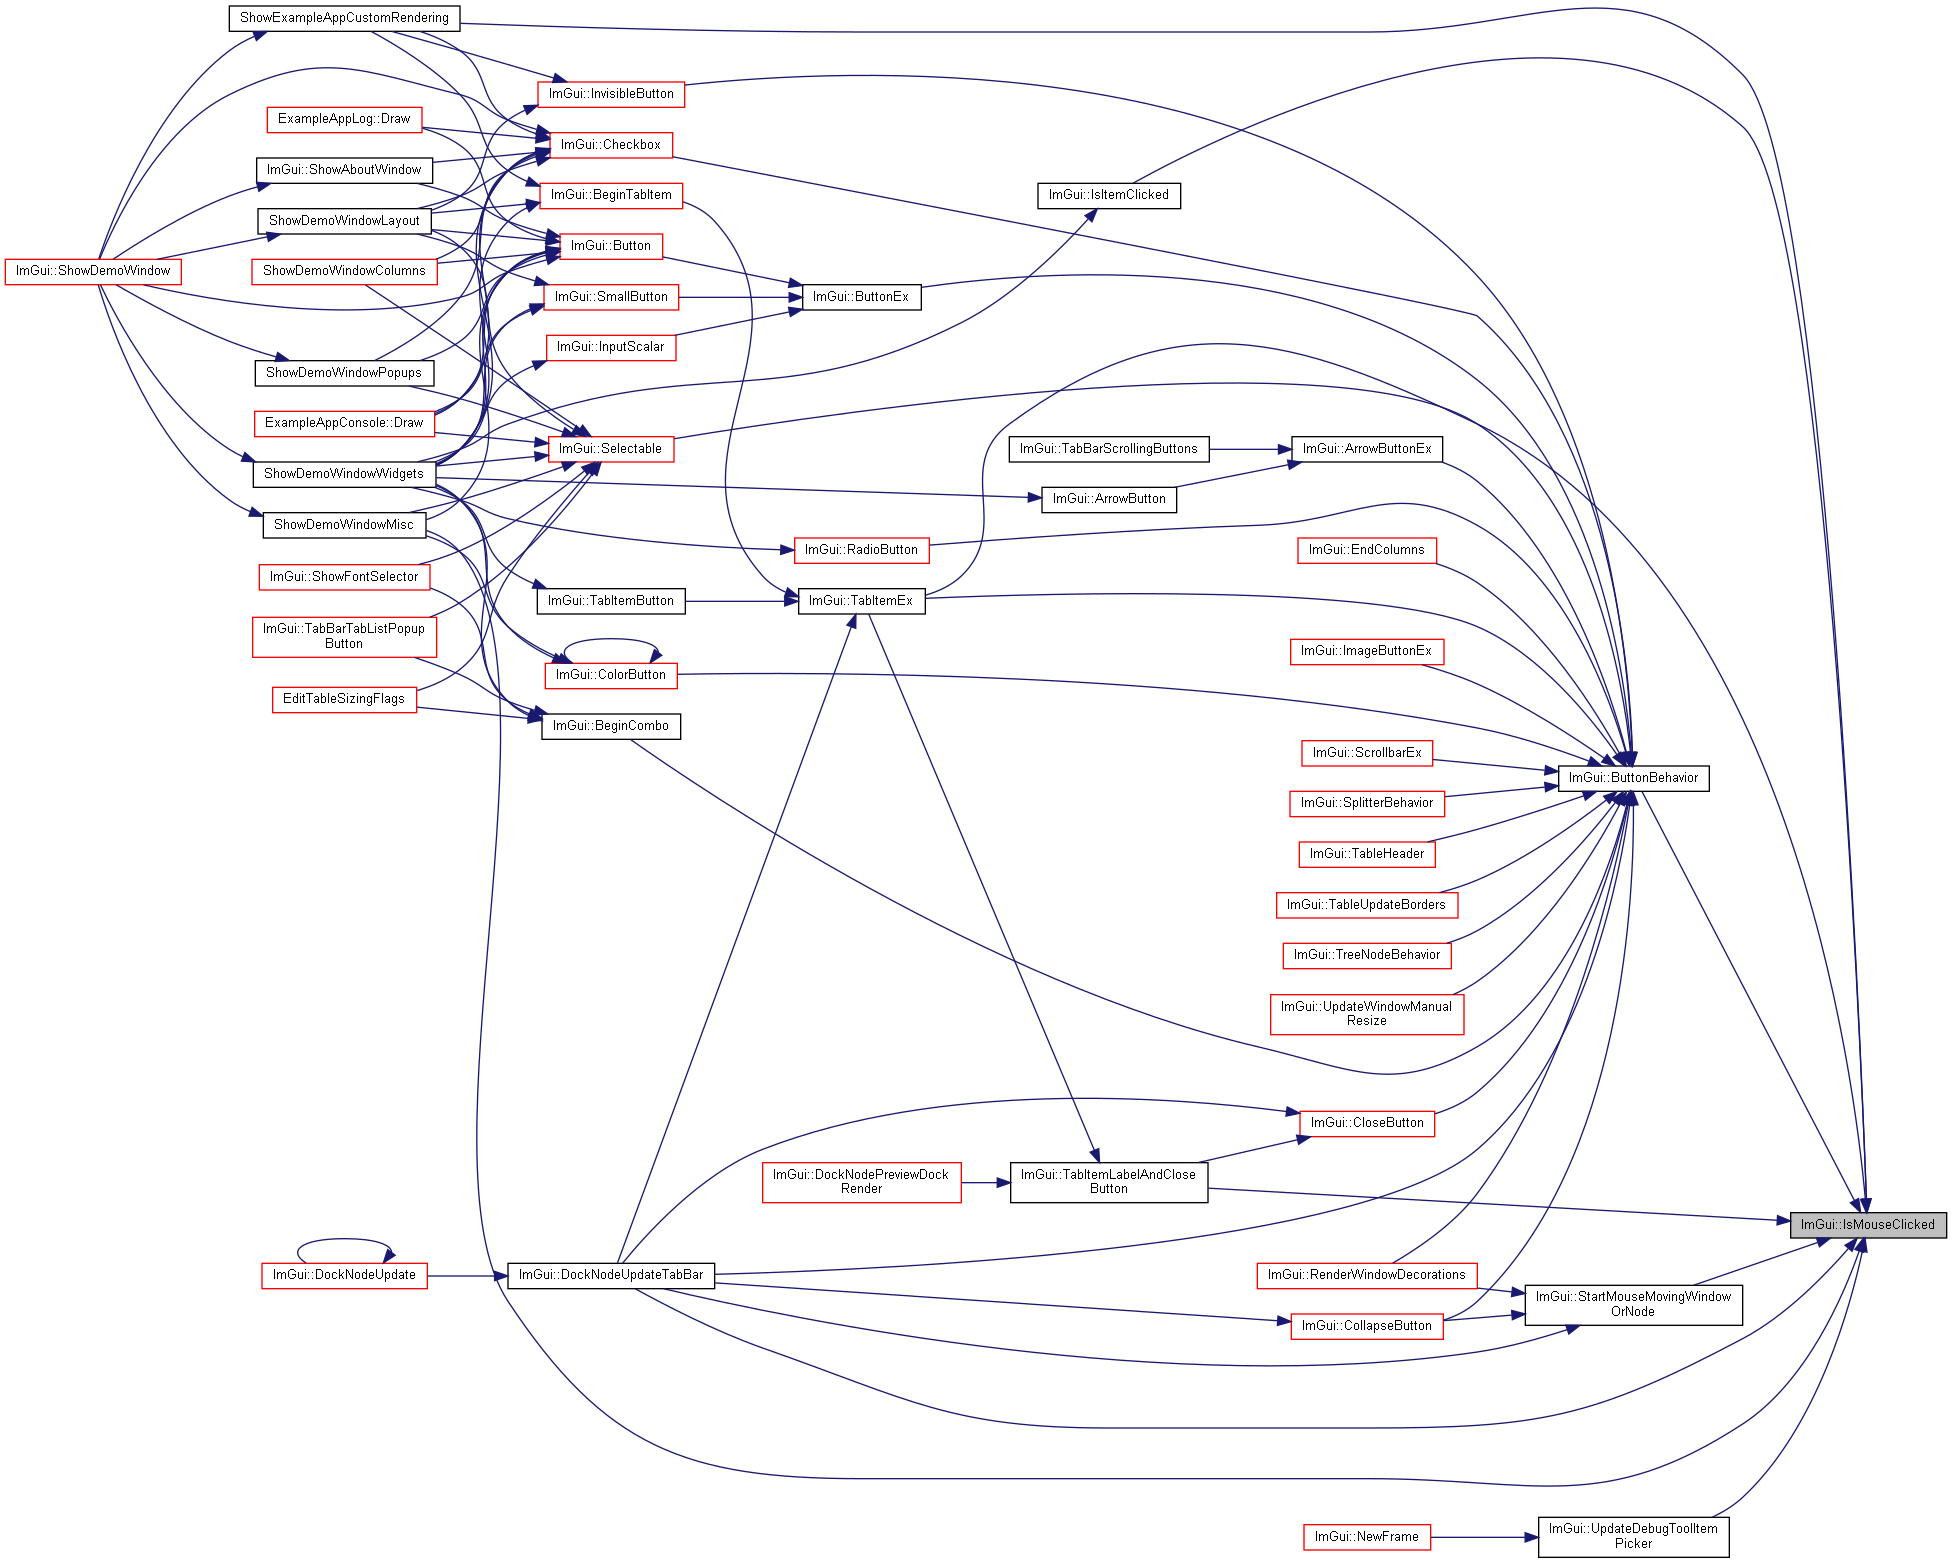 ShowExampleAppCustomRendering
ImGui::InvisibleButton
ExampleAppLog::Draw
ImGui::Checkbox
ImGui::ShowAboutWindow
ImGui::BeginTabItem
ImGui::IsItemClicked
ShowDemoWindowLayout
ImGui::Button
ImGui::ShowDemoWindow
ShowDemoWindowColumns
ImGui::SmallButton
ImGui::ButtonEx
ImGui::InputScalar
ShowDemoWindowPopups
ExampleAppConsole::Draw
ImGui::Selectable
ImGui::TabBarScrollingButtons
ImGui::ArrowButtonEx
ShowDemoWindowWidgets
ImGui::ArrowButton
ShowDemoWindowMisc
ImGui::RadioButton
ImGui::EndColumns
ImGui::ShowFontSelector
ImGui::TabItemButton
ImGui::TabItemEx
ImGui::TabBarTabListPopup
Button
ImGui::ImageButtonEx
ImGui::ColorButton
EditTableSizingFlags
ImGui::BeginCombo
ImGui::ScrollbarEx
ImGui::ButtonBehavior
ImGui::SplitterBehavior
ImGui::TableHeader
ImGui::TableUpdateBorders
ImGui::TreeNodeBehavior
ImGui::UpdateWindowManual
Resize
ImGui::CloseButton
ImGui::DockNodePreviewDock
Render
ImGui::TabItemLabelAndClose
Button
ImGui::IsMouseClicked
ImGui::DockNodeUpdate
ImGui::DockNodeUpdateTabBar
ImGui::RenderWindowDecorations
ImGui::StartMouseMovingWindow
OrNode
ImGui::CollapseButton
ImGui::NewFrame
ImGui::UpdateDebugToolItem
Picker